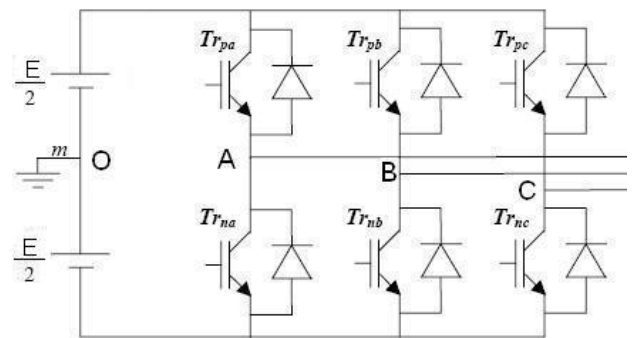 Tr_pa Tr_pb Tr_pc
E/2
m O A
B
C
Tr_na Tr_nb Tr_nc
E/2